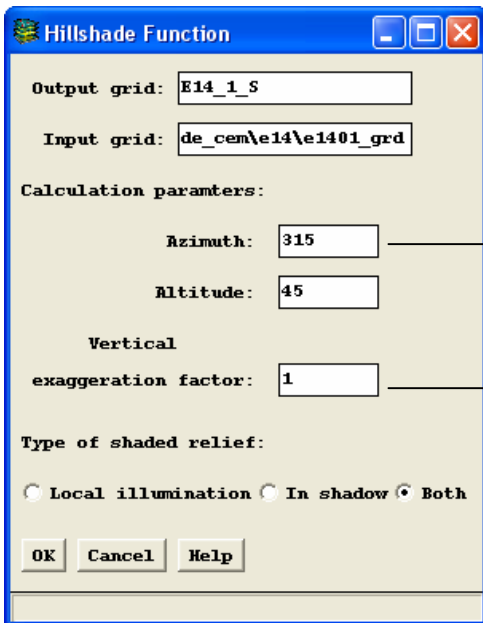 Hillshade Function
Output grid: E14_1_S
Input grid: de_cem\e14\e1401_grd
Calculation paramters:
Azimuth: 315
Altitude: 45
Vertical
exaggeration factor: 1
Type of shaded relief:
Local illumination In shadow Both
OK Cancel Help